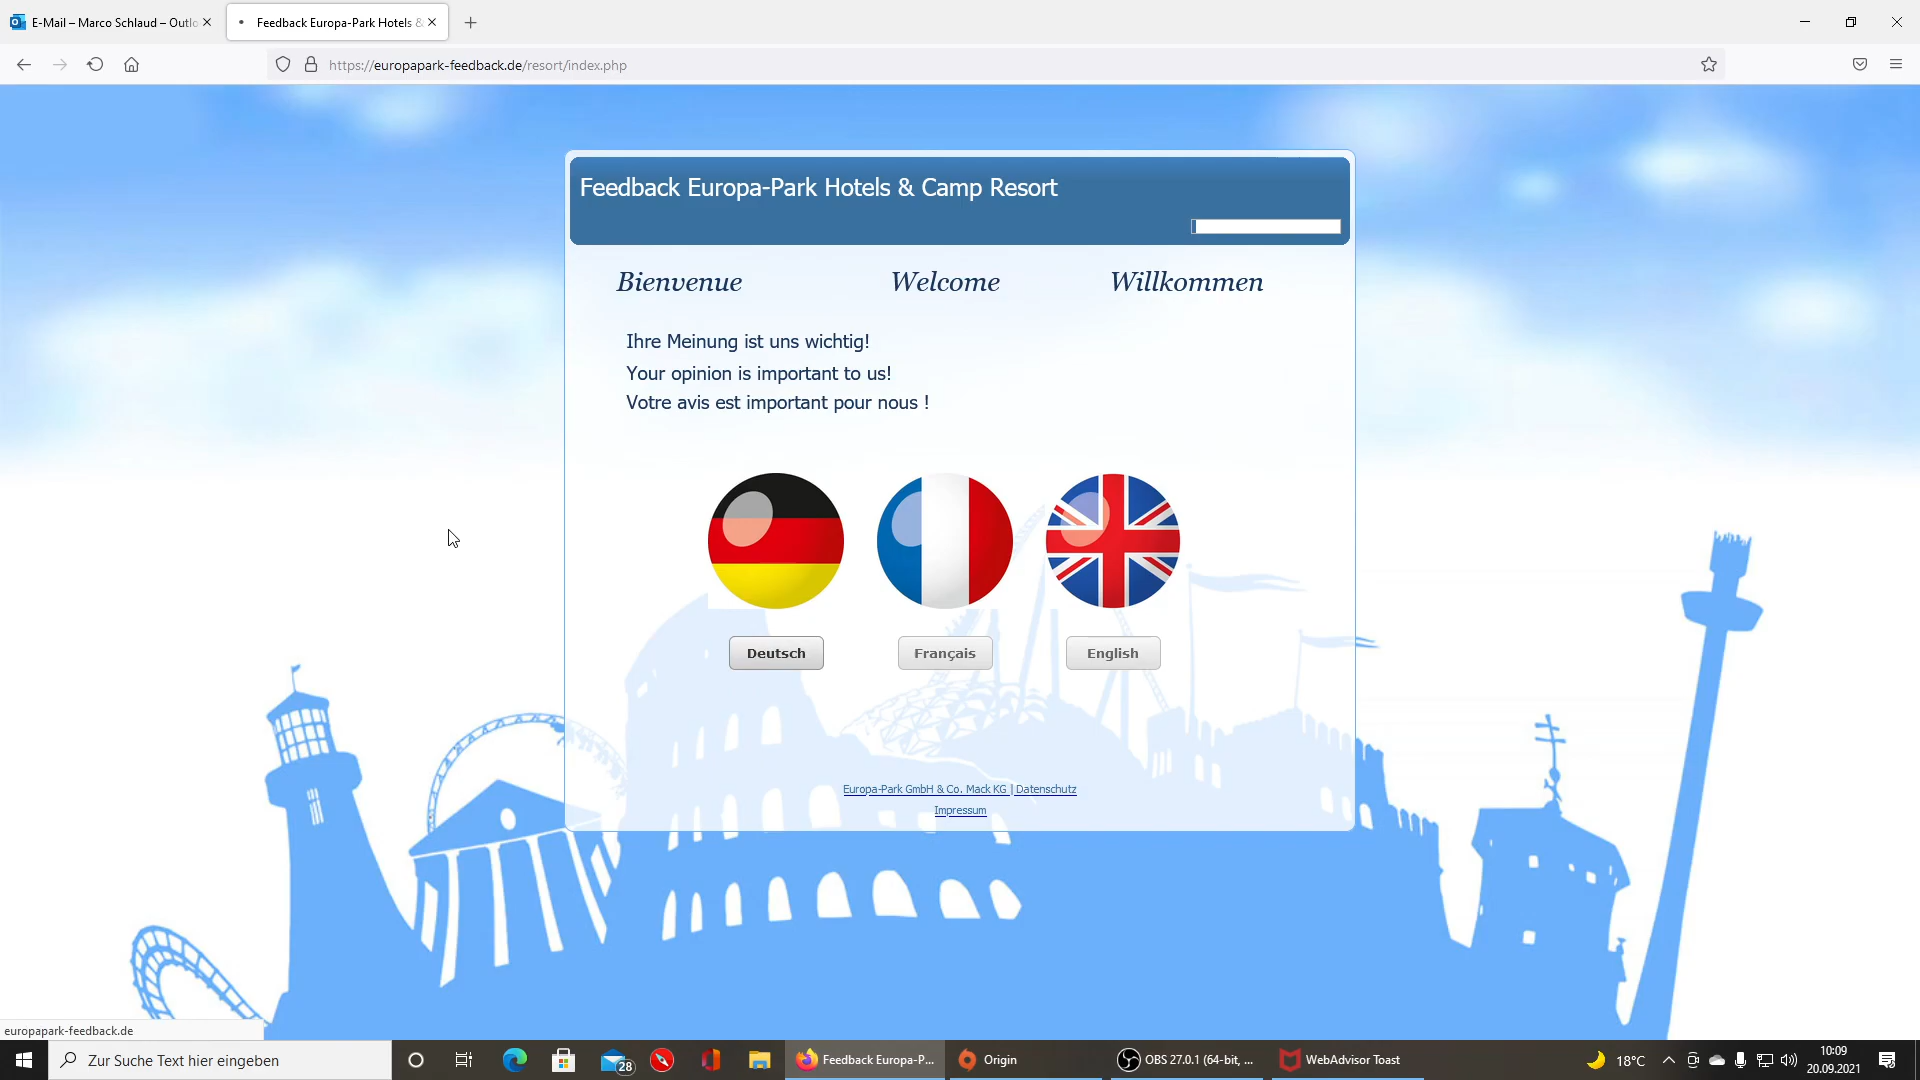 E-Mail – Marco Schlaud – Outlo
Feedback Europa-Park Hotels &
https://europapark-feedback.de/resort/index.php
Feedback Europa-Park Hotels & Camp Resort
Bienvenue Welcome Willkommen
Ihre Meinung ist uns wichtig!
Your opinion is important to us!
Votre avis est important pour nous !
Deutsch Français English
Europa-Park GmbH & Co. Mack KG | Datenschutz
Impressum
europapark-feedback.de
Zur Suche Text hier eingeben
28
Feedback Europa-P...
Origin
OBS 27.0.1 (64-bit, ...
WebAdvisor Toast
18°C
10:09
20.09.2021